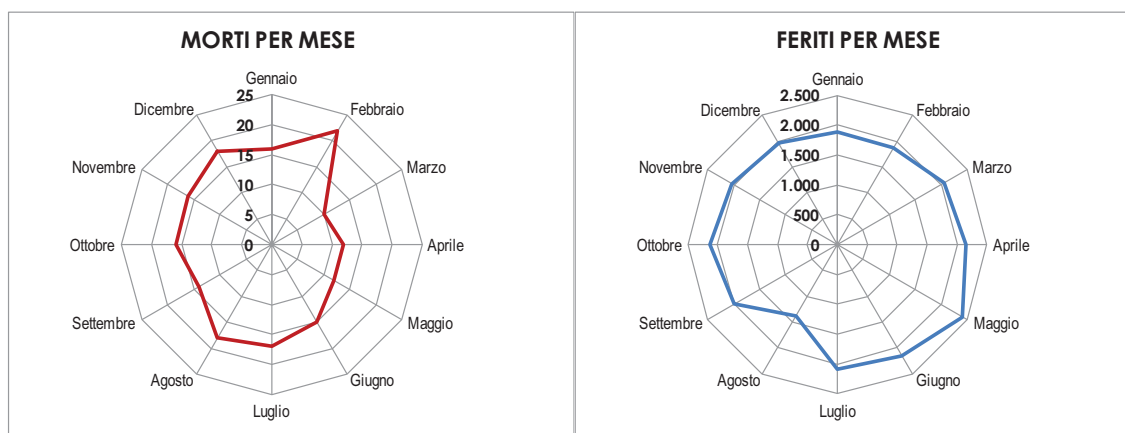 MORTI PER MESE
Gennaio
Febbraio
Marzo
Aprile
Maggio
Giugno
Luglio
Agosto
Settembre
Ottobre
Novembre
Dicembre
25
20
15
10
5
0
FERITI PER MESE
Gennaio
Febbraio
Marzo
Aprile
Maggio
Giugno
Luglio
Agosto
Settembre
Ottobre
Novembre
Dicembre
2.500
2.000
1.500
1.000
500
0